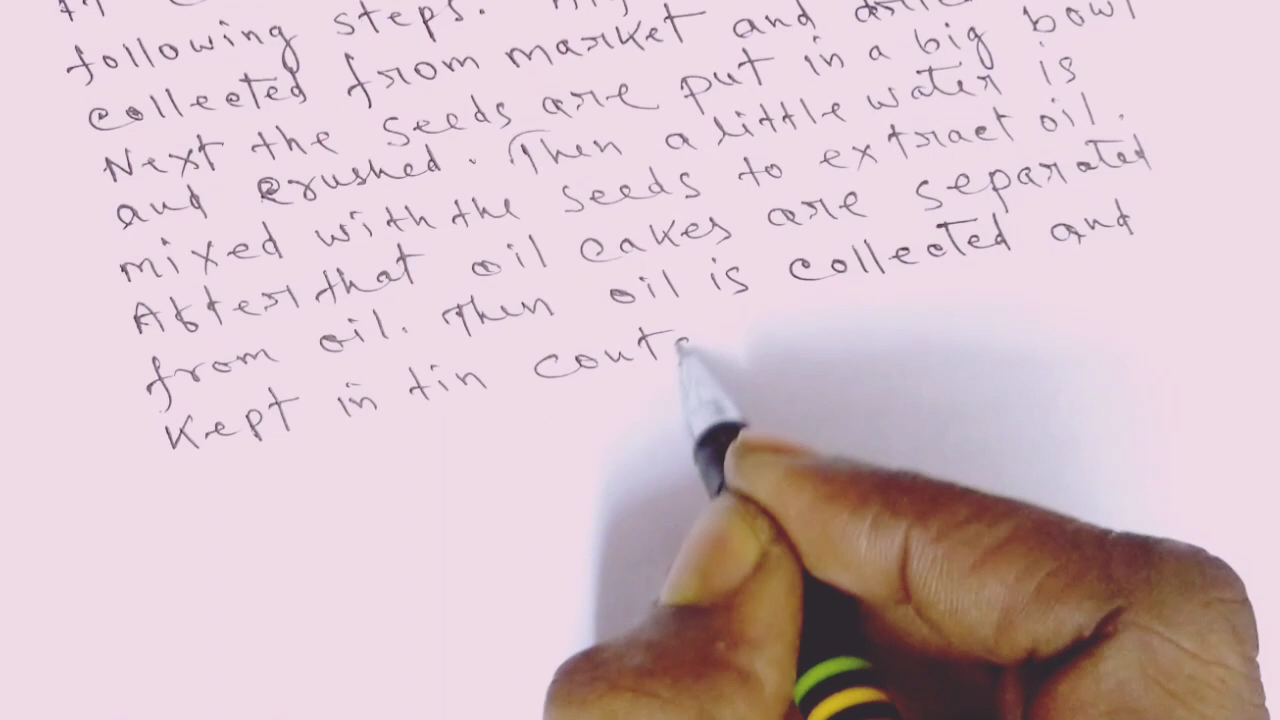 following steps.
collected from market and
Next the seeds are put in a big bowl
and crushed. Then a little water is
mixed with the seeds to extract oil.
After that oil cakes are separated
from oil. Then oil is collected and
Kept in tin conta